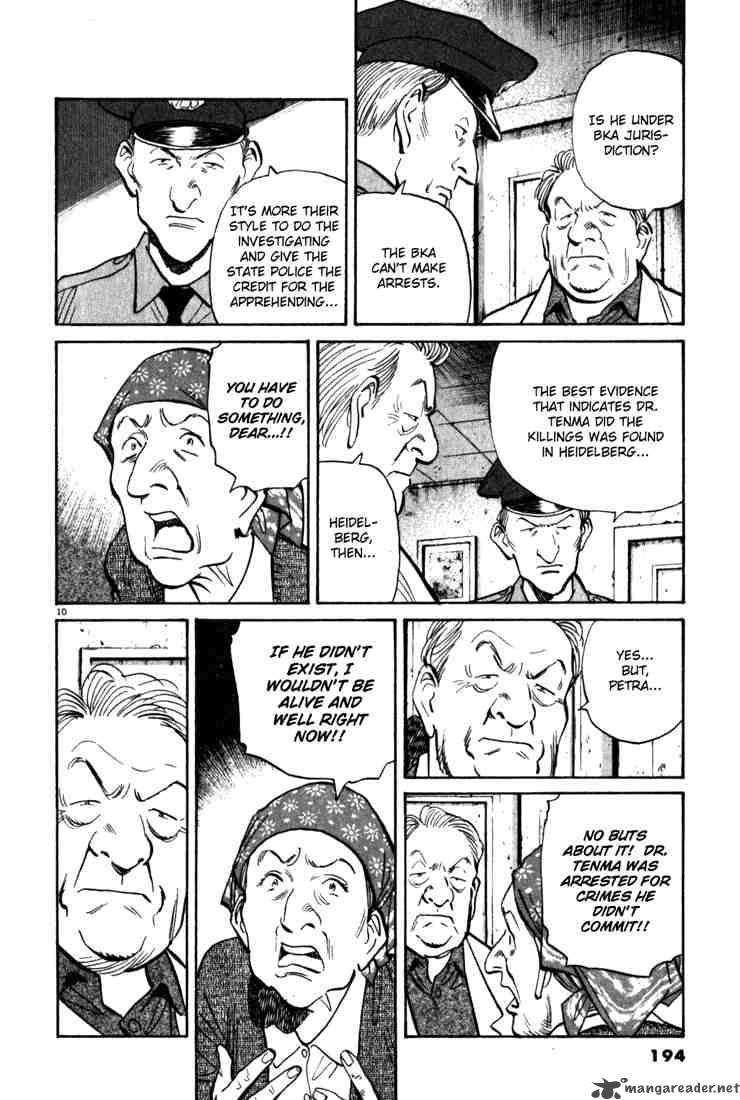 IS HE UNDER
BKA JURIS-
DICTION?
THE BKA
CAN'T MAKE
ARRESTS.
IT'S MORE THEIR
STYLE TO DO THE
INVESTIGATING
AND GIVE THE
STATE POLICE THE
CREDIT FOR THE
APPREHENDING...
THE BEST EVIDENCE
THAT INDICATES DR.
TENMA DID THE
KILLINGS WAS FOUND
IN HEIDELBERG...
HEIDEL-
BERG,
THEN...
YOU HAVE
TO DO
SOMETHING,
DEAR...!!
10
YES...
BUT,
PETRA...
NO BUTS
ABOUT IT! DR.
TENMA WAS
ARRESTED FOR
CRIMES HE
DIDN'T
COMMIT!!
IF HE DIDN'T
EXIST, I
WOULDN'T BE
ALIVE AND
WELL RIGHT
NOW!!
194
mangareader.net